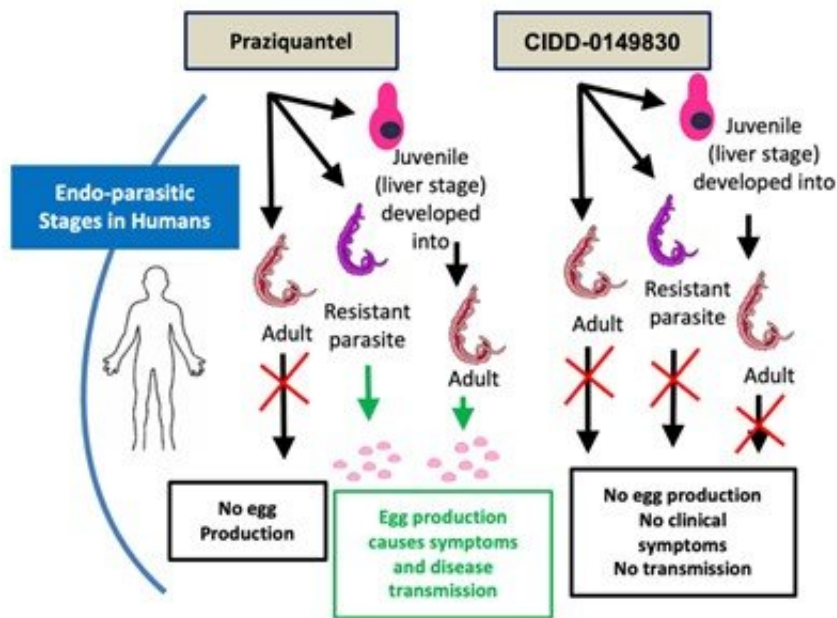 Praziquantel
CIDD-0149830
Endo-parasitic
Stages in Humans
Juvenile
(liver stage)
developed
into
Adult
Resistant
parasite
Adult
No egg
Production
Egg production
causes symptoms
and disease
transmission
Juvenile
(liver stage)
developed into
Adult
Resistant
parasite
Adult
No egg production
No clinical
symptoms
No transmission